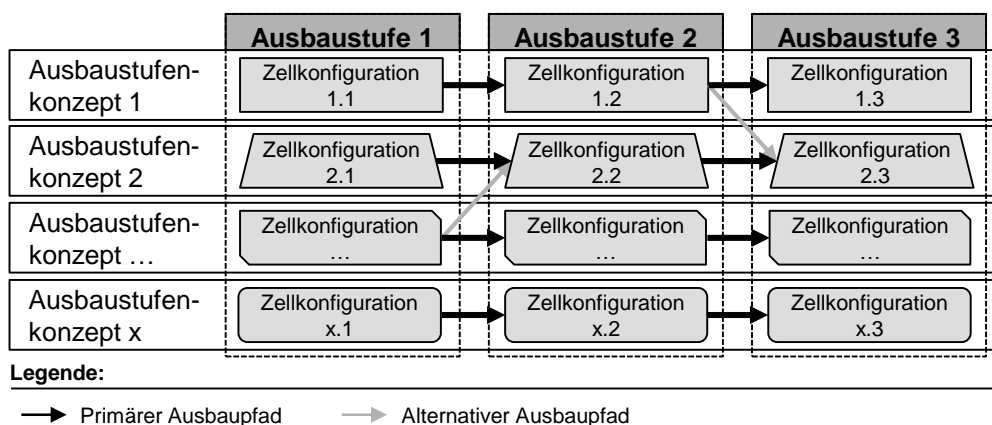 Ausbaustufe 1 Ausbaustufe 2 Ausbaustufe 3
Ausbaustufen-
konzept 1
Zellkonfiguration
1.1
Zellkonfiguration
1.2
Zellkonfiguration
1.3
Ausbaustufen-
konzept 2
Zellkonfiguration
2.1
Zellkonfiguration
2.2
Zellkonfiguration
2.3
Ausbaustufen-
konzept …
Zellkonfiguration
…
Zellkonfiguration
…
Zellkonfiguration
…
Ausbaustufen-
konzept x
Zellkonfiguration
x.1
Zellkonfiguration
x.2
Zellkonfiguration
x.3
Legende:
Primärer Ausbaupfad Alternativer Ausbaupfad